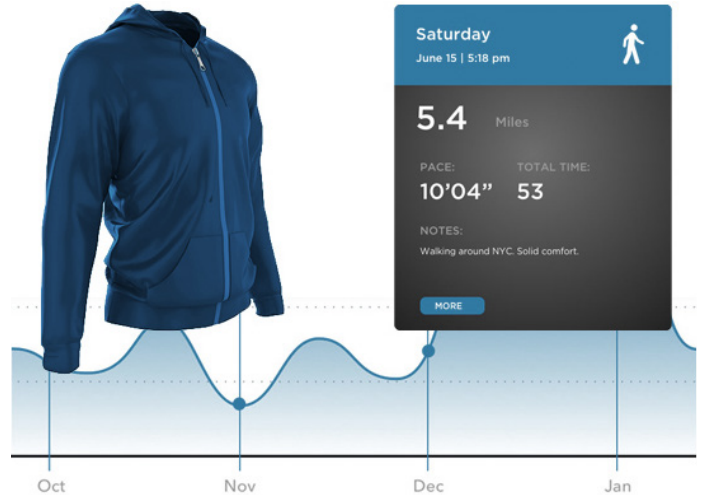 Saturday
June 15 | 5:18 pm
5.4 Miles
PACE: TOTAL TIME:
10'04” 53
NOTES:
Walking around NYC. Solid comfort.
MORE
Oct Nov Dec Jan